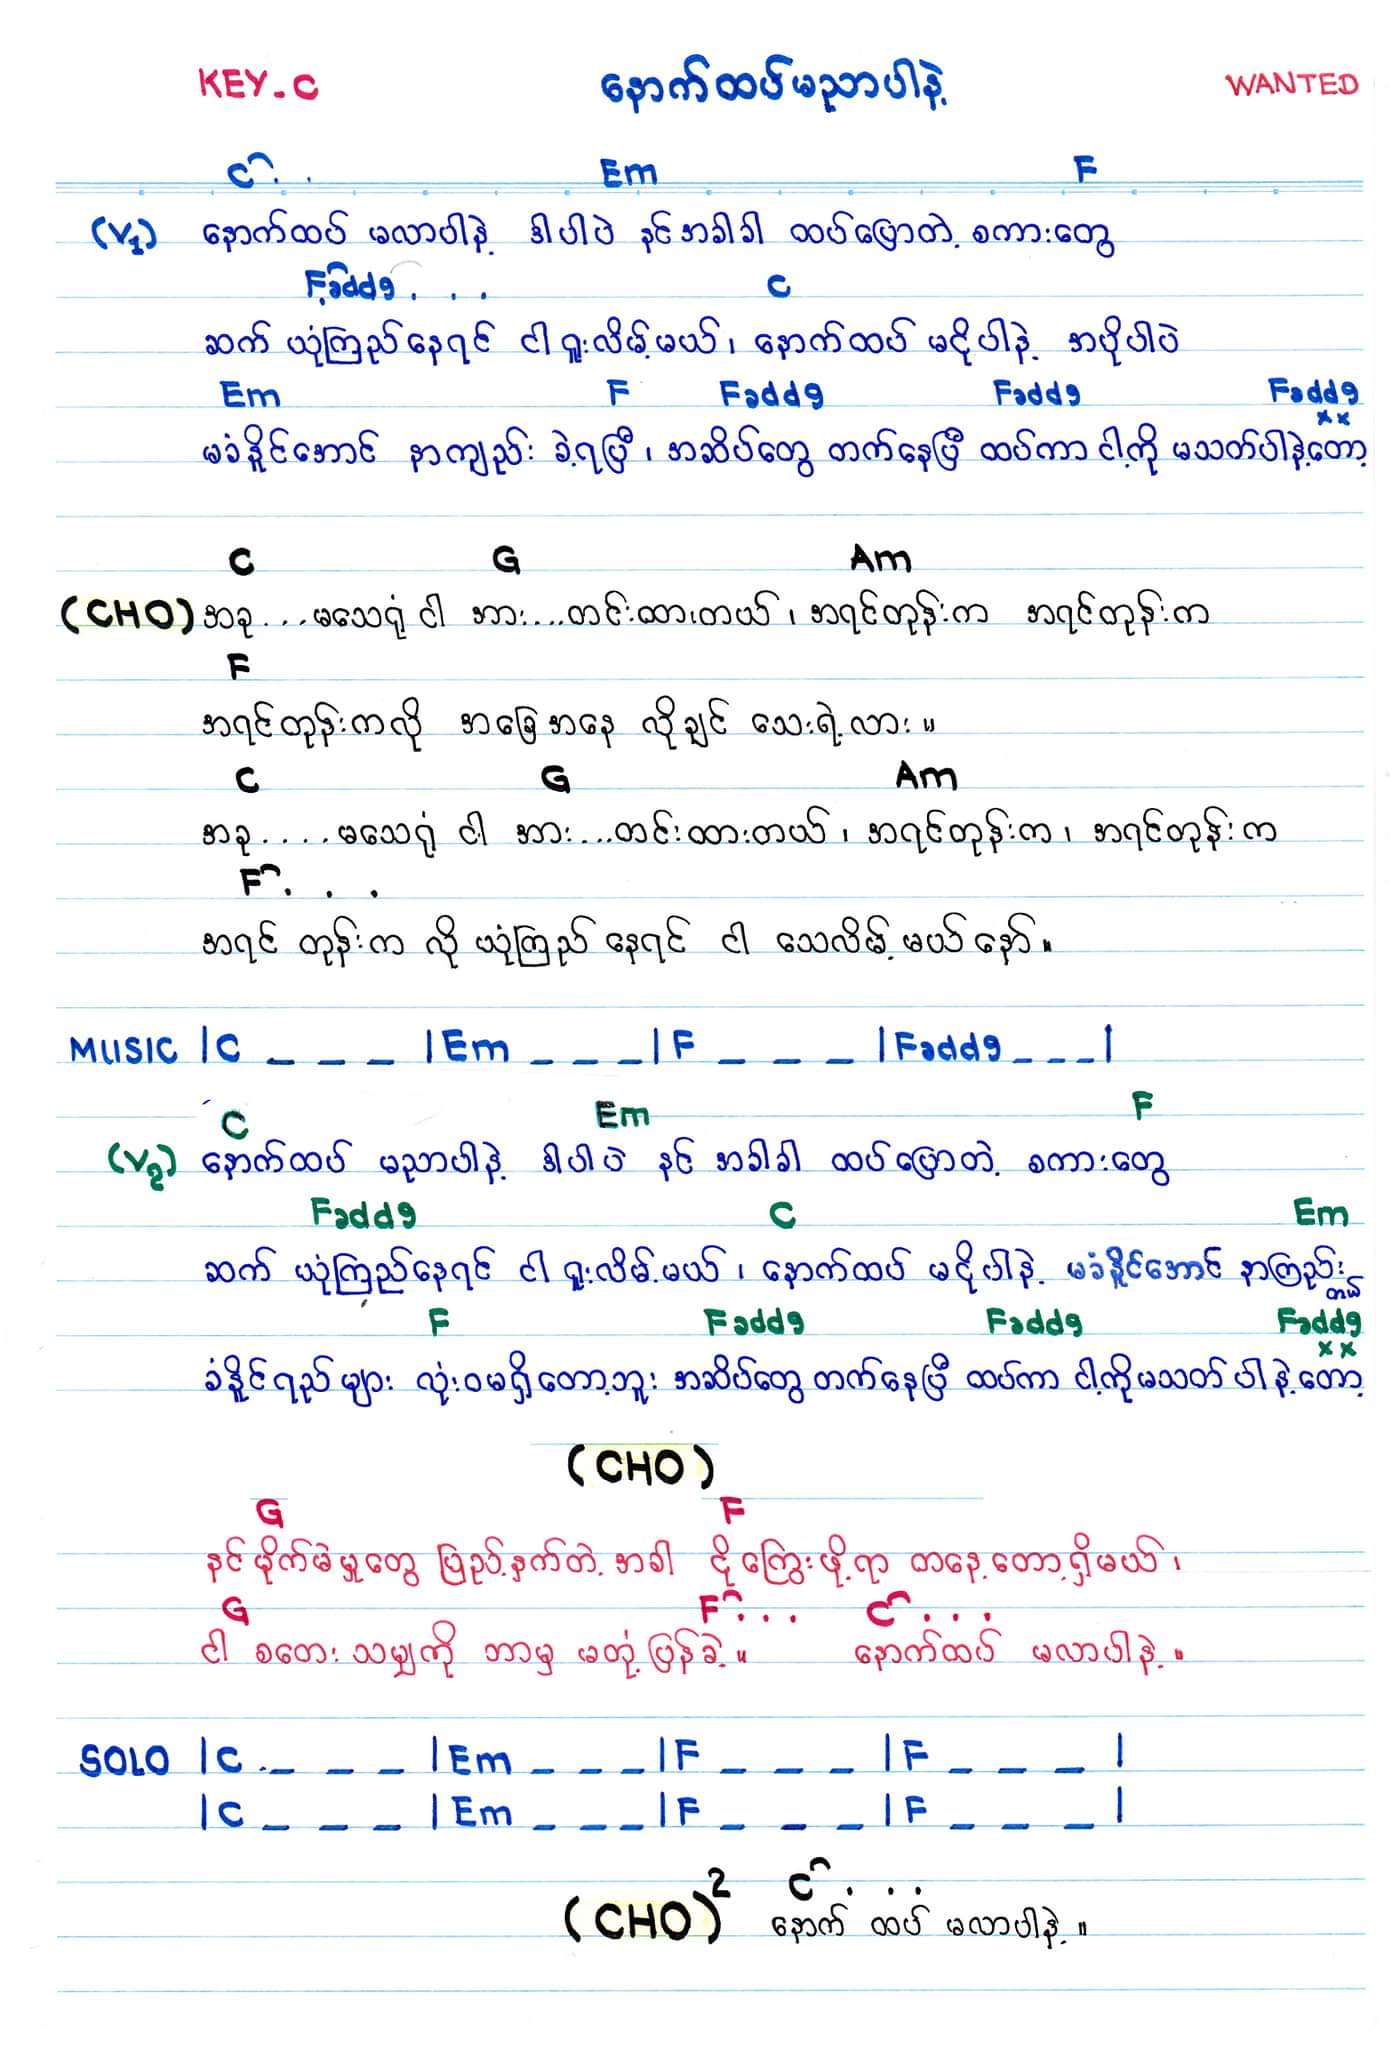 KEY-C နောက်ထပ်မညာပါနဲ့ WANTED
C . . Em F
(V1) နောက်ထပ် မလာပါနဲ့ ဒါပါပဲ နင်အခါခါ ထပ်ပြောတဲ့ စကားတွေ
Fadd9 . . . C
ဆက် ယုံကြည်နေရင် ငါ ရူးလိမ့်မယ်၊ နောက်ထပ် မငိုပါနဲ့ အပိုပါပဲ
Em F Fadd9 Fadd9 Fadd9
x x
မခံနိူင်အောင် နာကျည်း ခဲ့ရပြီ၊ အဆိပ်တွေ တက်နေပြီ ထပ်ကာ ငါ့ကို မသတ်ပါနဲ့တော့
C G Am
(CHO) အခု ... မသေရုံ ငါ အား....တင်းထားတယ်၊ အရင်တုန်းက အရင်တုန်းက
F
အရင်တုန်းကလို အခြေအနေ လိုချင် သေးရဲ့လား။
C G Am
အခု .... မသေရုံ ငါ အား....တင်းထားတယ်၊ အရင်တုန်းက၊ အရင်တုန်းက
F . . .
အရင် တုန်းက လို ယုံကြည် နေရင် ငါ သေလိမ့် မယ်နော်။
MUSIC |C _ _ _ |Em _ _ _|F _ _ _ |Fadd9 _ _ _|
C Em F
(V2) နောက်ထပ် မညာပါနဲ့ ဒါပါပဲ နင် အခါခါ ထပ်ပြောတဲ့ စကားတွေ
Fadd9 C Em
ဆက် ယုံကြည်နေရင် ငါ ရူးလိမ့်မယ်၊ နောက်ထပ် မငိုပါနဲ့ မခံနိူင်အောင် နာကြည်းတယ်
F Fadd9 Fadd9 Fadd9
x x
ခံနိူင်ရည်များ လုံးဝမရှိတော့ဘူး အဆိပ်တွေ တက်နေပြီ ထပ်ကာ ငါ့ကိုမသတ်ပါနဲ့တော့
(CHO)
G F
နင် မိုက်မဲမှုတွေ ပြည့်နှက်တဲ့ အခါ ငိုကြွေးဖို့ရာ တနေ့တော့ရှိမယ်၊
G F . . . C . . .
ငါ စတေးသမျှကို ဘာမှ မတုံ့ပြန်ခဲ့။ နောက်ထပ် မလာပါနဲ့။
SOLO |C _ _ _ |Em _ _ _|F _ _ _ |F _ _ _ |
|C _ _ _ |Em _ _ _|F _ _ _ |F _ _ _ |
(CHO)² C . . .
နောက် ထပ် မလာပါနဲ့။